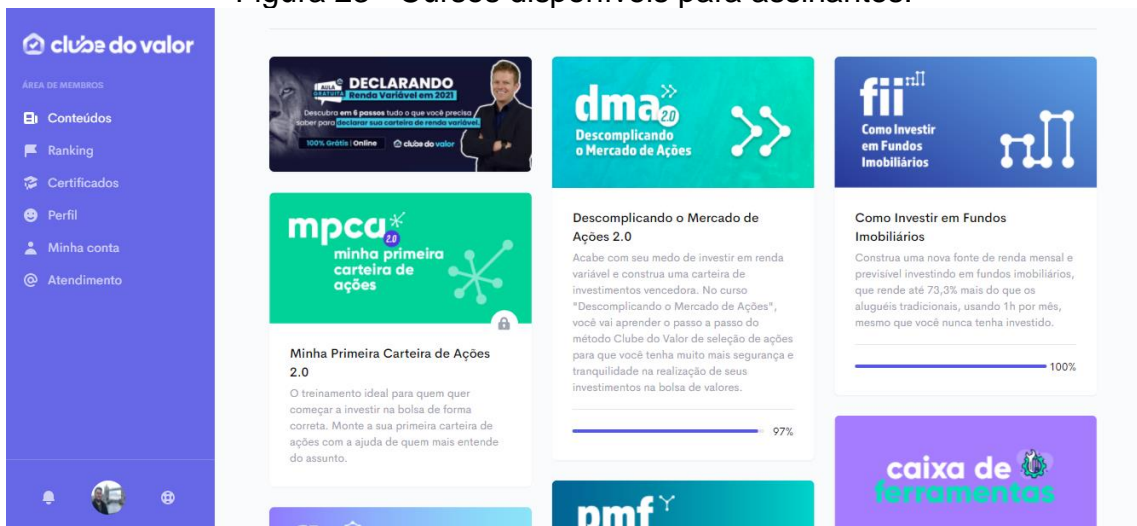 Figura 28 - Cursos disponíveis para assinantes.
clube do valor
ÁREA DE MEMBROS
Conteúdos
Ranking
Certificados
Perfil
Minha conta
Atendimento
AULA GRATUITA
DECLARANDO
Renda Variável em 2021
Descubra em 6 passos tudo o que você precisa
saber para declarar sua carteira de renda variável.
100% Grátis | Online
clube do valor
mpca 2.0
minha primeira
carteira de
ações
Minha Primeira Carteira de Ações
2.0
O treinamento ideal para quem quer
começar a investir na bolsa de forma
correta. Monte a sua primeira carteira de
ações com a ajuda de quem mais entende
do assunto.
dma 2.0
Descomplicando
o Mercado de Ações
Descomplicando o Mercado de
Ações 2.0
Acabe com seu medo de investir em renda
variável e construa uma carteira de
investimentos vencedora. No curso
"Descomplicando o Mercado de Ações",
você vai aprender o passo a passo do
método Clube do Valor de seleção de ações
para que você tenha muito mais segurança e
tranquilidade na realização de seus
investimentos na bolsa de valores.
97%
pmf
fii
Como Investir
em Fundos
Imobiliários
Como Investir em Fundos
Imobiliários
Construa uma nova fonte de renda mensal e
previsível investindo em fundos imobiliários,
que rende até 73,3% mais do que os
aluguéis tradicionais, usando 1h por mês,
mesmo que você nunca tenha investido.
100%
caixa de
ferramentas